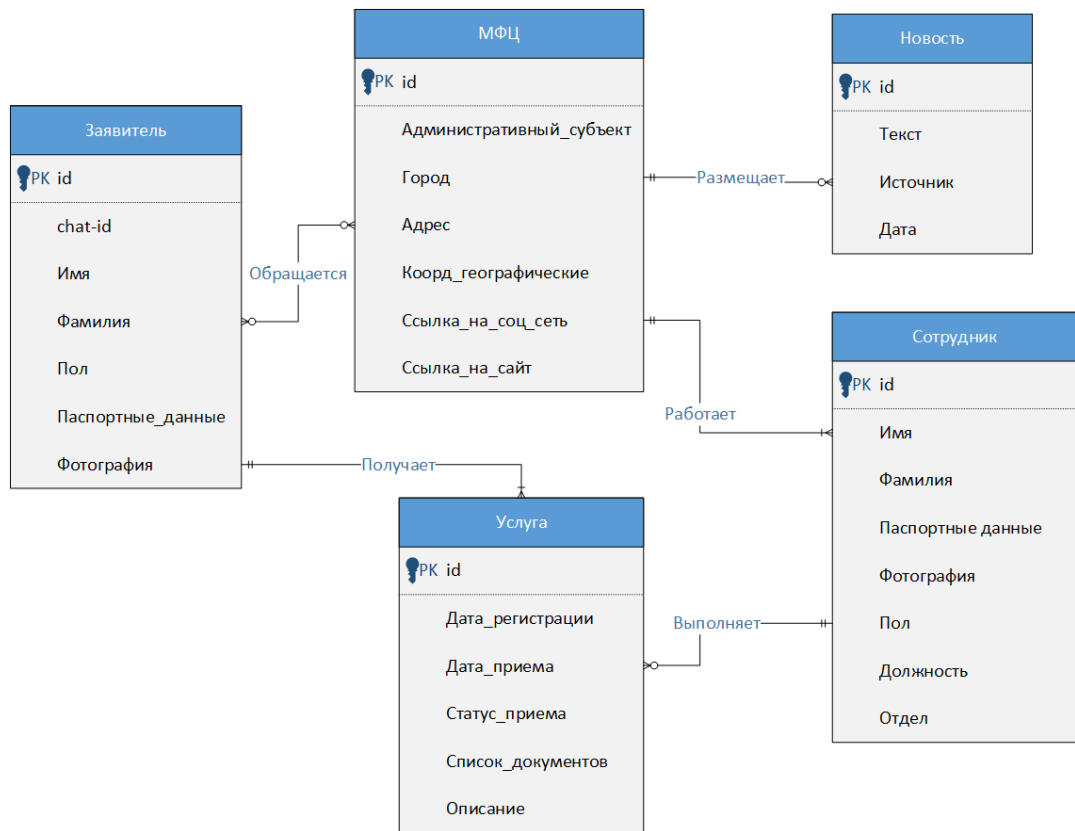 МФЦ
PK id
Административный_субъект
Город
Адрес
Коорд_географические
Ссылка_на_соц_сеть
Ссылка_на_сайт
Новость
PK id
Текст
Источник
Дата
Заявитель
PK id
chat-id
Имя
Фамилия
Пол
Паспортные_данные
Фотография
Размещает
Обращается
Работает
Получает
Выполняет
Сотрудник
PK id
Имя
Фамилия
Паспортные данные
Фотография
Пол
Должность
Отдел
Услуга
PK id
Дата_регистрации
Дата_приема
Статус_приема
Список_документов
Описание